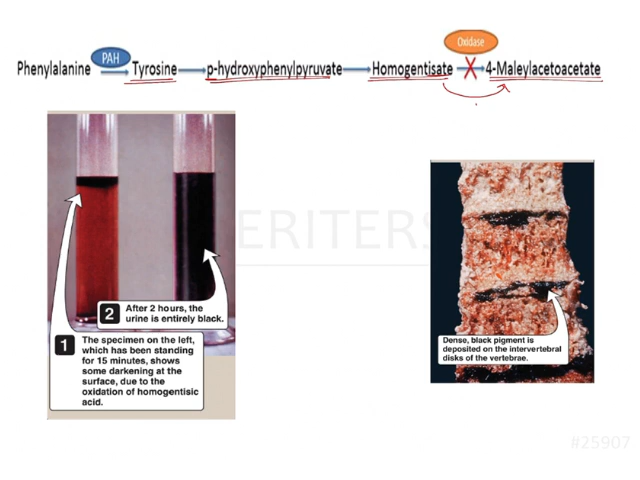 Oxidase
PAH
Phenylalanine Tyrosine p-hydroxyphenylpyruvate Homogentisate 4-Maleylacetoacetate
ERITERS
2 After 2 hours, the
urine is entirely black.
1 The specimen on the left,
which has been standing
for 15 minutes, shows
some darkening at the
surface, due to the
oxidation of homogentisic
acid.
Dense, black pigment is
deposited on the intervertebral
disks of the vertebrae.
#25907